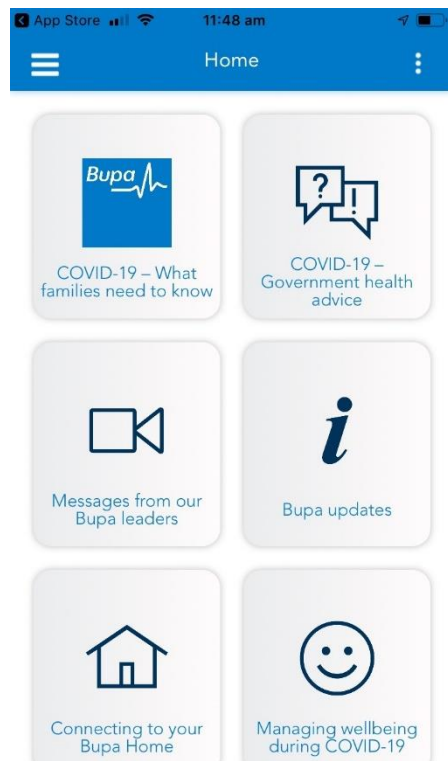 App Store 11:48 am
Home
Bupa
?
!
COVID-19 – What
families need to know
COVID-19 –
Government health
advice
Messages from our
Bupa leaders
i
Bupa updates
Connecting to your
Bupa Home
Managing wellbeing
during COVID-19